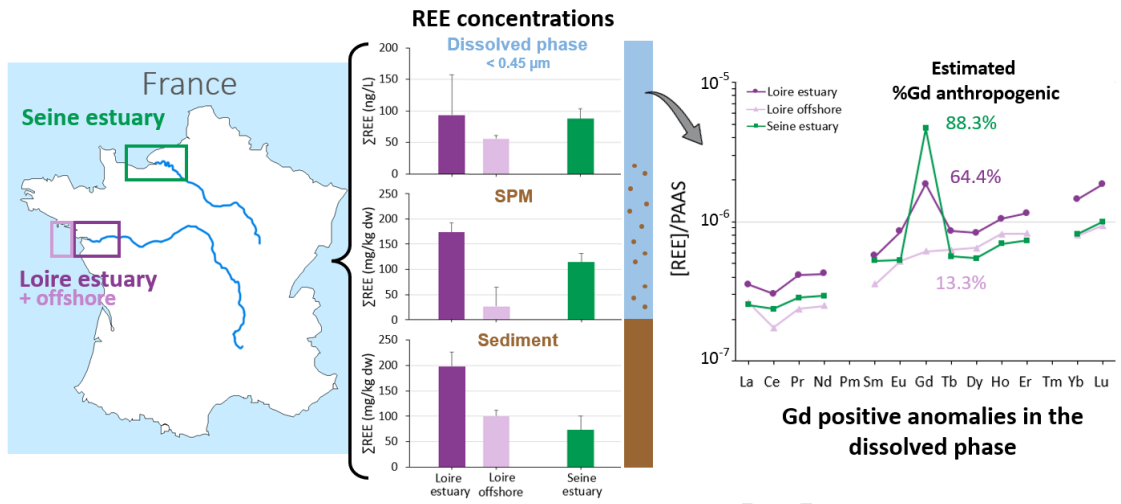 France
Seine estuary
Loire estuary
+ offshore
REE concentrations
Dissolved phase
< 0.45 µm
ΣREE (ng/L)
200
150
100
50
0
SPM
ΣREE (mg/kg dw)
250
200
150
100
50
0
Sediment
ΣREE (mg/kg dw)
250
200
150
100
50
0
Loire estuary
Loire offshore
Seine estuary
Estimated
%Gd anthropogenic
Loire estuary
Loire offshore
Seine estuary
88.3%
64.4%
13.3%
[REE]/PAAS
10⁻⁵
10⁻⁶
10⁻⁷
La Ce Pr Nd Pm Sm Eu Gd Tb Dy Ho Er Tm Yb Lu
Gd positive anomalies in the
dissolved phase